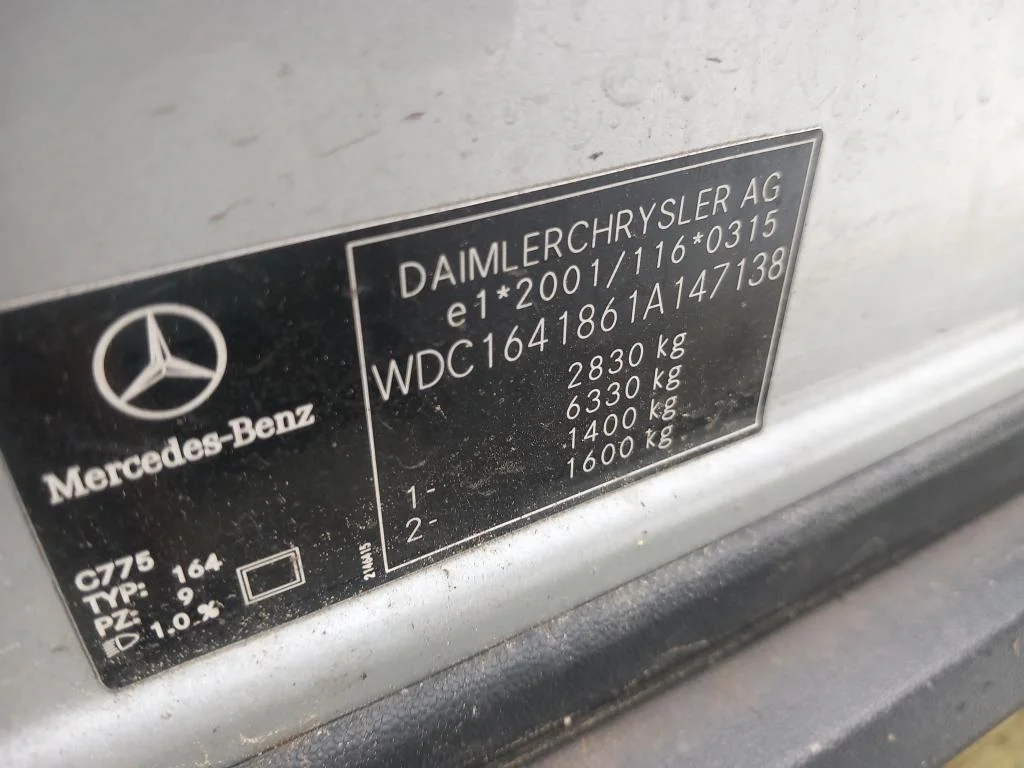 DAIMLERCHRYSLER AG
e1*2001/116*0315
WDC1641861A147138
2830 kg
6330 kg
1- 1400 kg
2- 1600 kg
Mercedes-Benz
C775
TYP: 164
PZ: 9
1.0 %